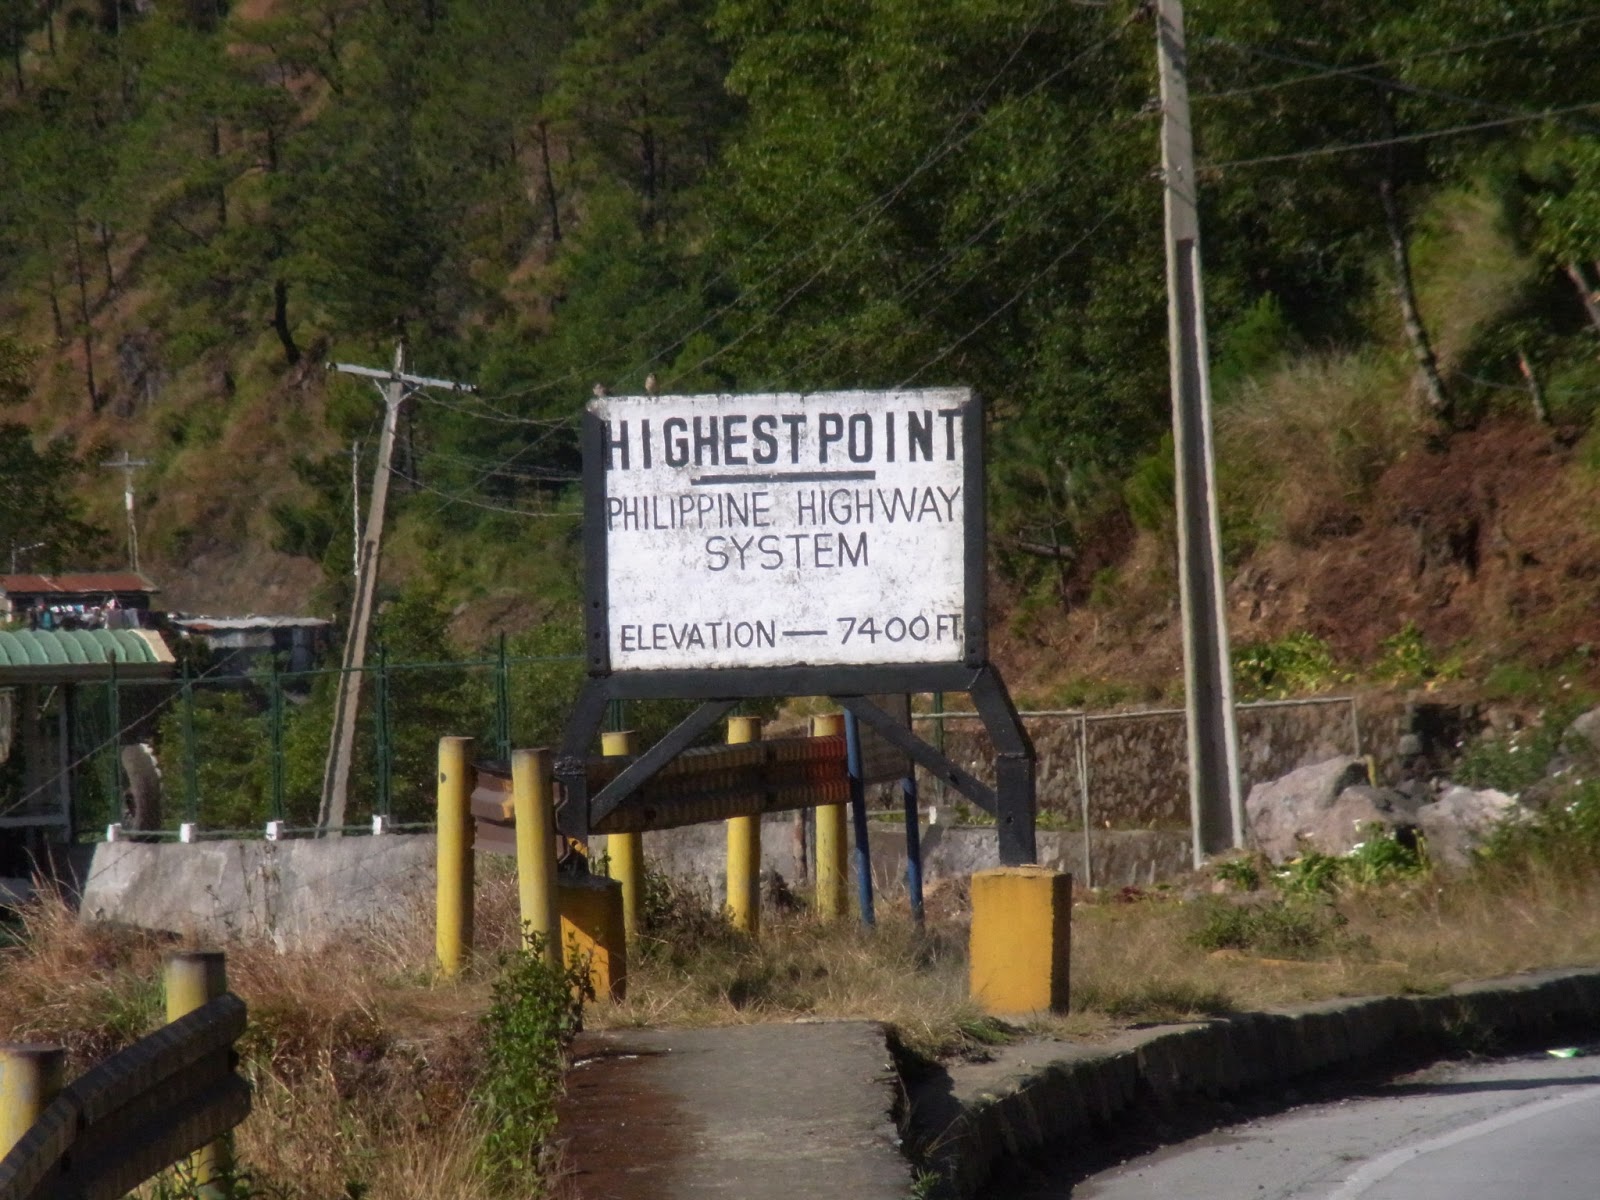 HIGHEST POINT
PHILIPPINE HIGHWAY
SYSTEM
ELEVATION — 7400 FT.